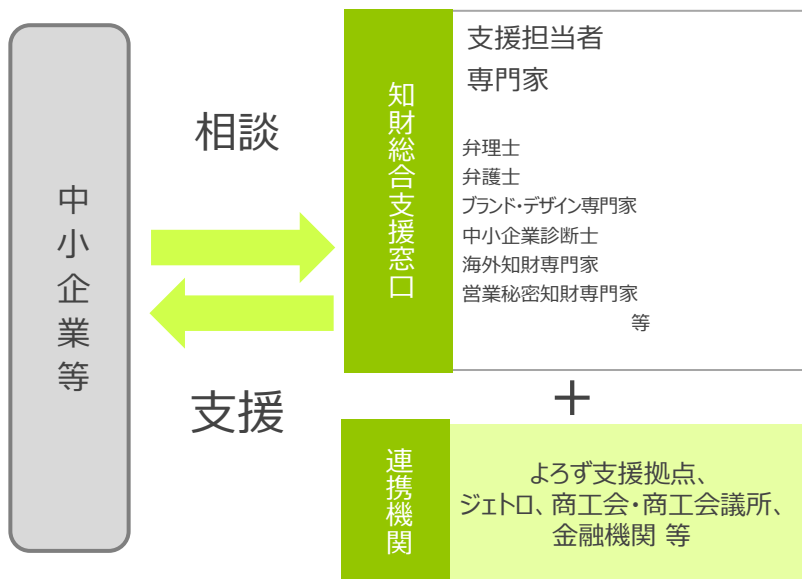 中小企業等
相談
支援
知財総合支援窓口
支援担当者
専門家
弁理士
弁護士
ブランド・デザイン専門家
中小企業診断士
海外知財専門家
営業秘密知財専門家
等
＋
連携機関
よろず支援拠点、
ジェトロ、商工会・商工会議所、
金融機関 等